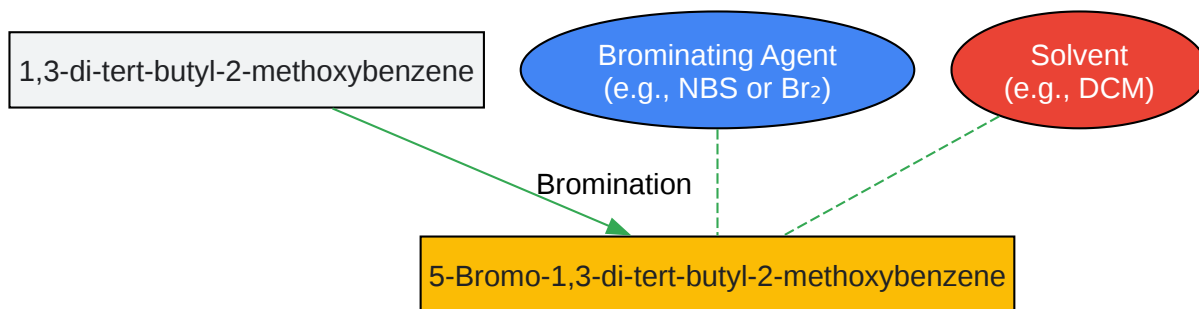 1,3-di-tert-butyl-2-methoxybenzene
Brominating Agent
(e.g., NBS or Br₂)
Solvent
(e.g., DCM)
Bromination
5-Bromo-1,3-di-tert-butyl-2-methoxybenzene